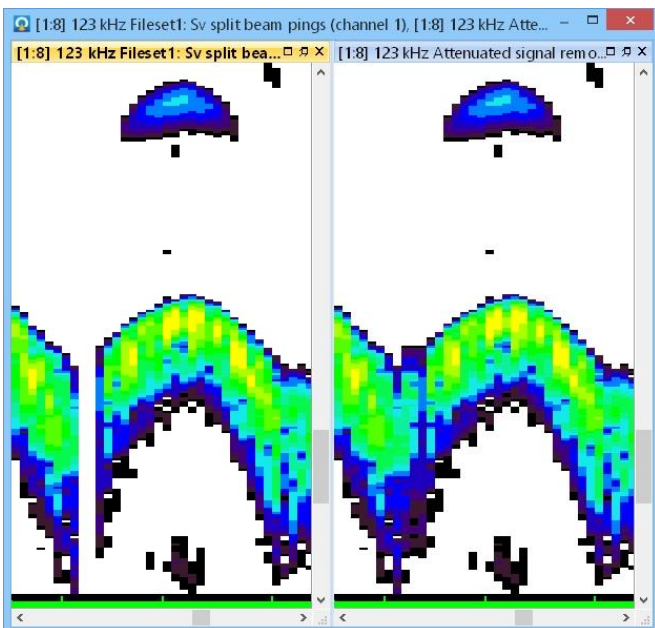 [1:8] 123 kHz Fileset1: Sv split beam pings (channel 1), [1:8] 123 kHz Atte...
[1:8] 123 kHz Fileset1: Sv split bea...
[1:8] 123 kHz Attenuated signal remo...